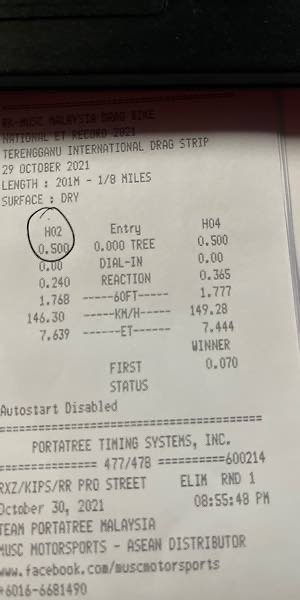 RK-MUSC MALAYSIA DRAG BIKE
NATIONAL ET RECORD 2021
TERENGGANU INTERNATIONAL DRAG STRIP
29 OCTOBER 2021
LENGTH : 201M - 1/8 MILES
SURFACE : DRY
H02 Entry H04
0.500 0.000 TREE 0.500
0.00 DIAL-IN 0.00
0.240 REACTION 0.365
1.768 -----60FT----- 1.777
146.30 -----KM/H----- 149.28
7.639 ------ET------ 7.444
WINNER
FIRST 0.070
STATUS
Autostart Disabled
========================================
PORTATREE TIMING SYSTEMS, INC.
============== 477/478 ==========600214
RXZ/KIPS/RR PRO STREET ELIM RND 1
October 30, 2021 08:55:48 PM
TEAM PORTATREE MALAYSIA
MUSC MOTORSPORTS - ASEAN DISTRIBUTOR
www.facebook.com/muscmotorsports
+6016-6681490